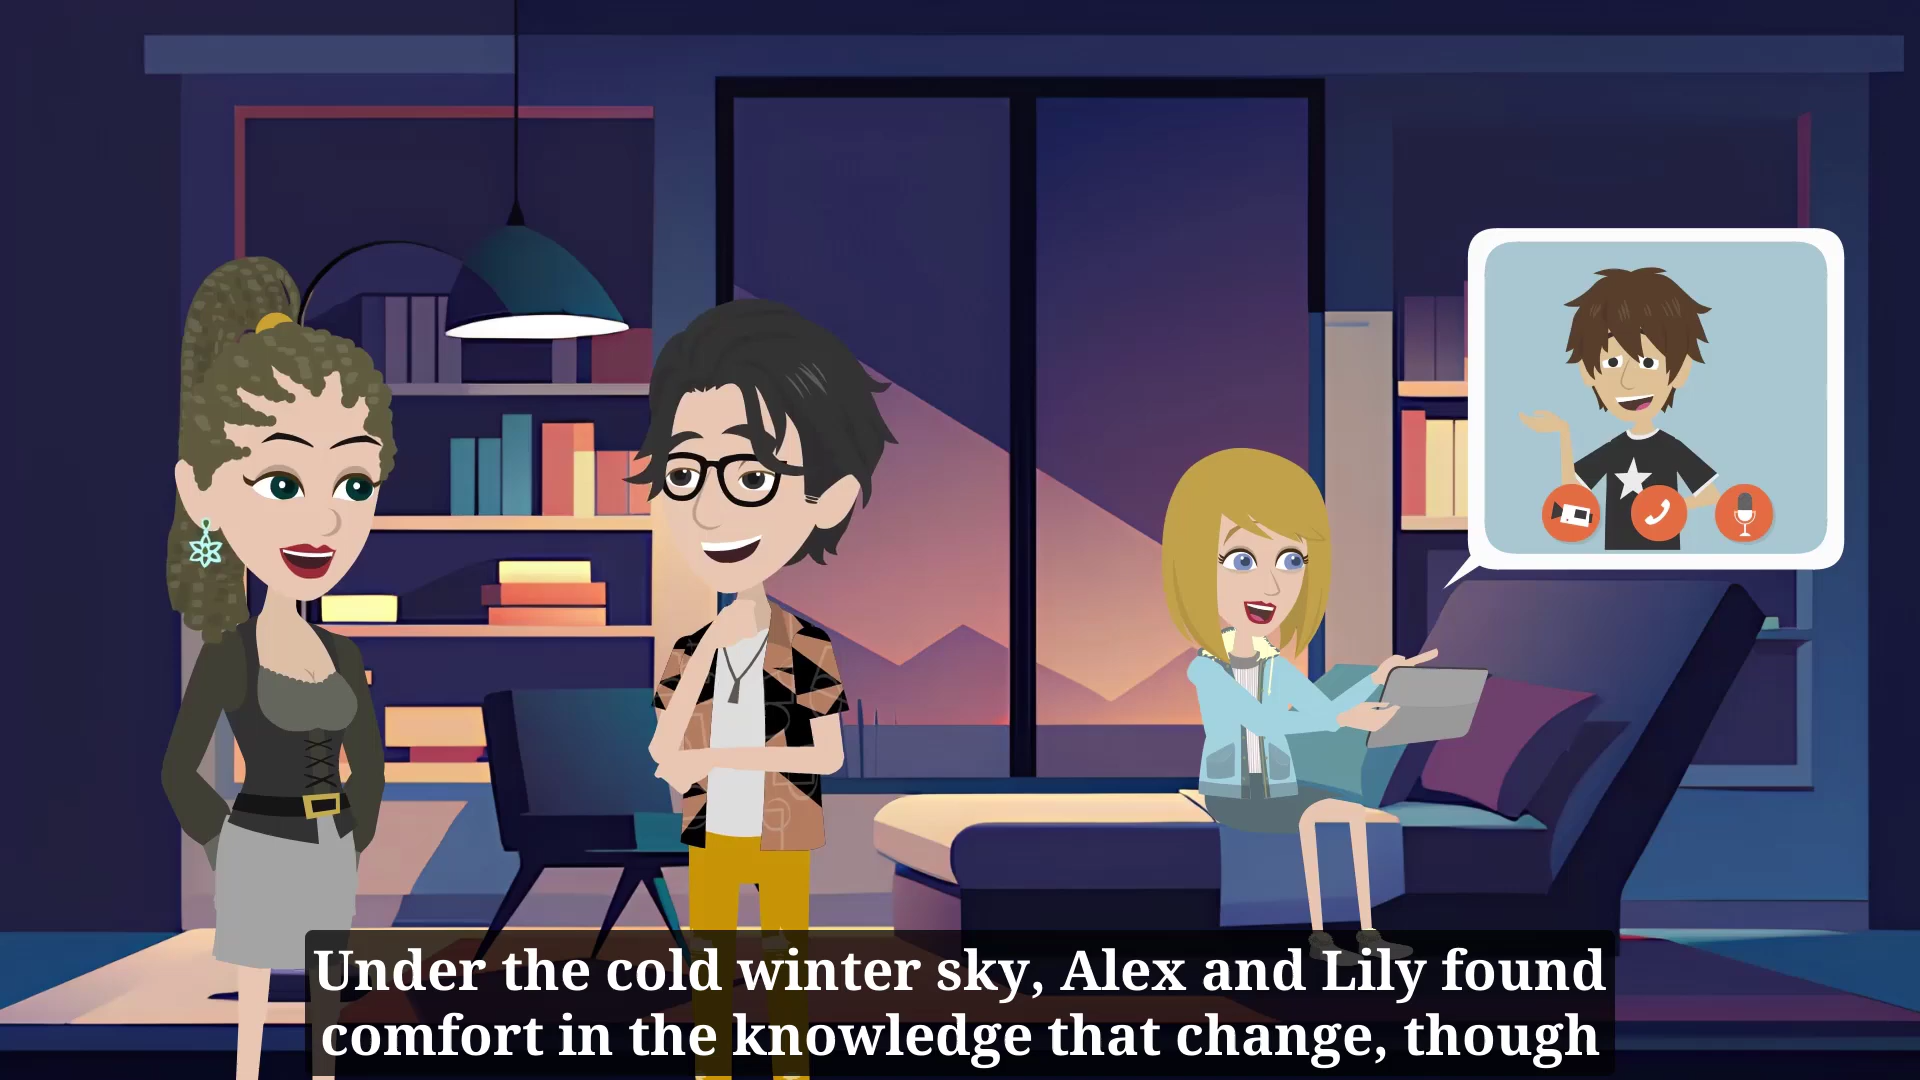 Under the cold winter sky, Alex and Lily found
comfort in the knowledge that change, though